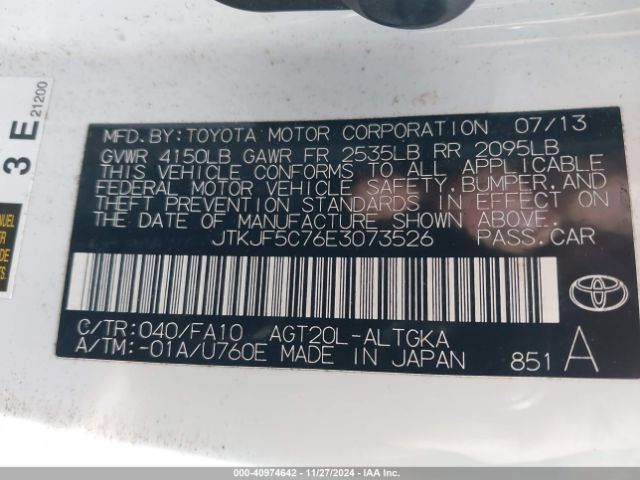 3 E
21200
MFD. BY:TOYOTA MOTOR CORPORATION 07/13
GVWR 4150LB GAWR FR 2535LB RR 2095LB
THIS VEHICLE CONFORMS TO ALL APPLICABLE
FEDERAL MOTOR VEHICLE SAFETY,BUMPER,AND
THEFT PREVENTION STANDARDS IN EFFECT ON
THE DATE OF MANUFACTURE SHOWN ABOVE.
JTKJF5C76E3073526 PASS.CAR
C/TR:040/FA10 AGT20L-ALTGKA
A/TM:-01A/U760E MADE IN JAPAN 851 A
000-40974642 - 11/27/2024 - IAAI.COM